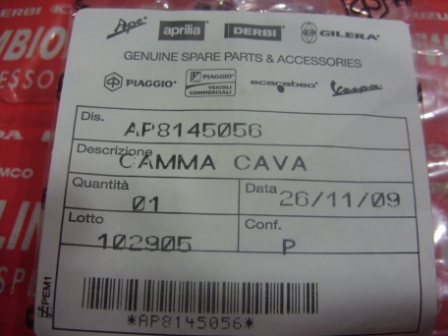 Ape aprilia DERBI GILERA
GENUINE SPARE PARTS & ACCESSORIES
PIAGGIO PIAGGIO VEICOLI COMMERCIALI scarabeo Vespa
Dis. AP8145056
Descrizione CAMMA CAVA
Quantità 01 Data 26/11/09
Lotto 102905 Conf. P
*AP8145056*
PEM1